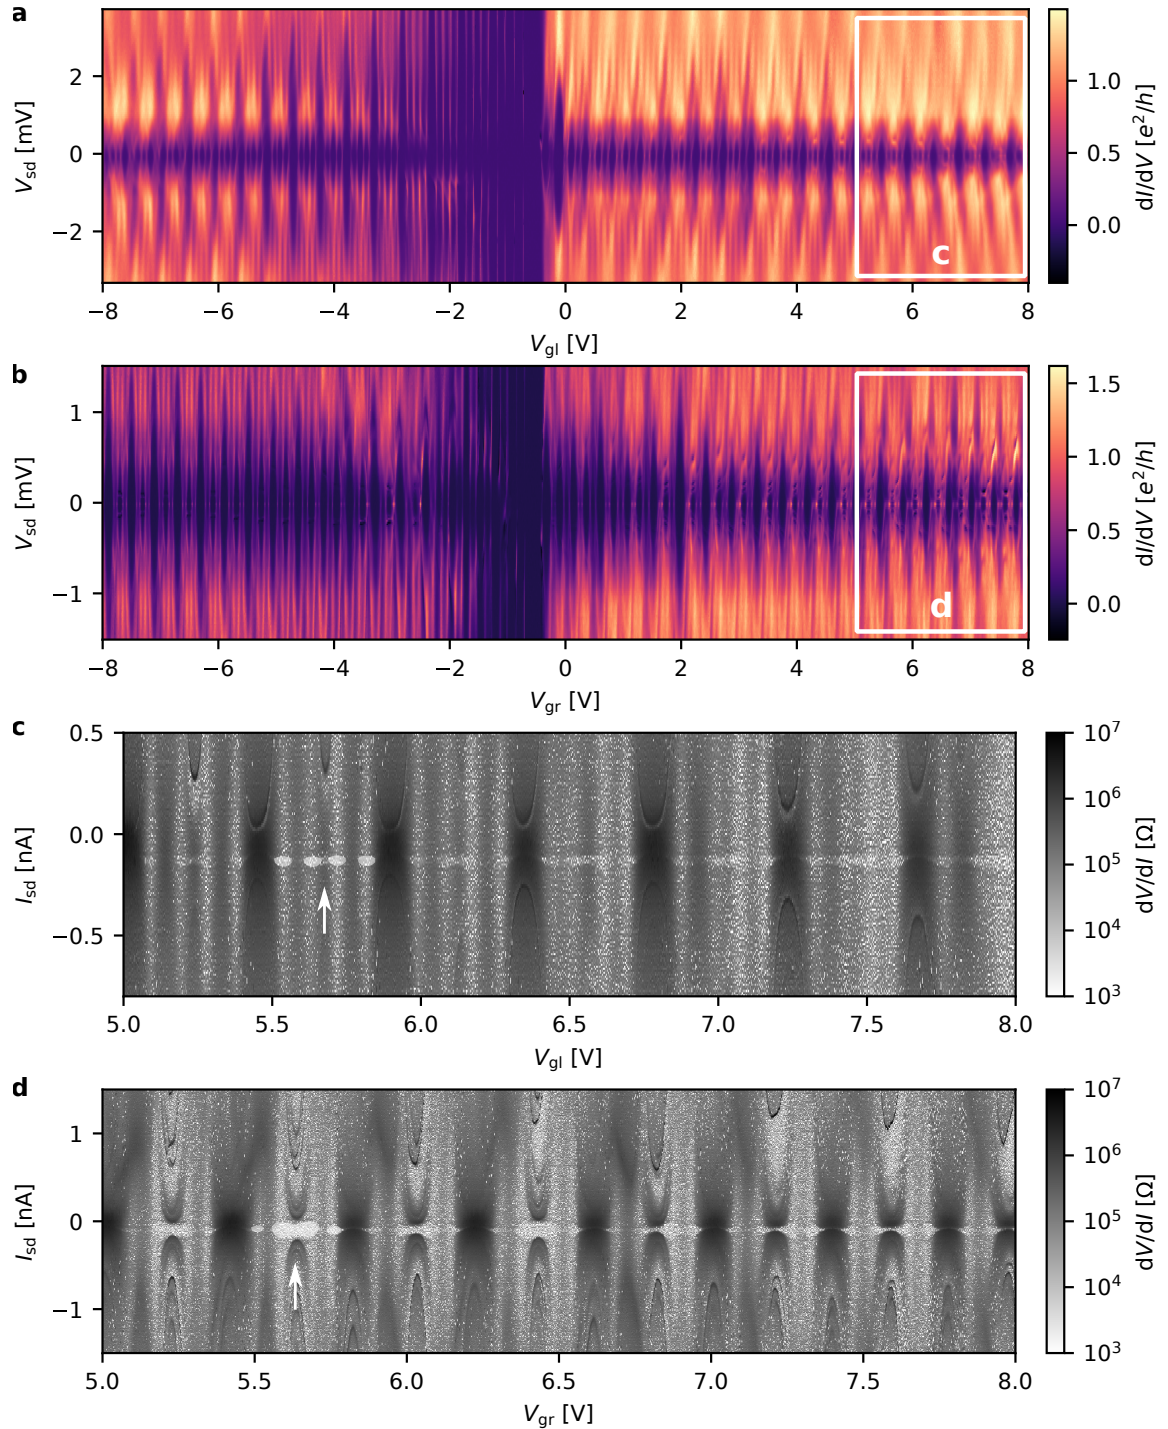 a
2
0
−2
V_sd [mV]
−8 −6 −4 −2 0 2 4 6 8
V_gl [V]
c
1.0
0.5
0.0
dI/dV [e²/h]
b
1
0
−1
V_sd [mV]
−8 −6 −4 −2 0 2 4 6 8
V_gr [V]
d
1.5
1.0
0.5
0.0
dI/dV [e²/h]
c
0.5
0.0
−0.5
I_sd [nA]
5.0 5.5 6.0 6.5 7.0 7.5 8.0
V_gl [V]
10⁷
10⁶
10⁵
10⁴
10³
dV/dI [Ω]
d
1
0
−1
I_sd [nA]
5.0 5.5 6.0 6.5 7.0 7.5 8.0
V_gr [V]
10⁷
10⁶
10⁵
10⁴
10³
dV/dI [Ω]